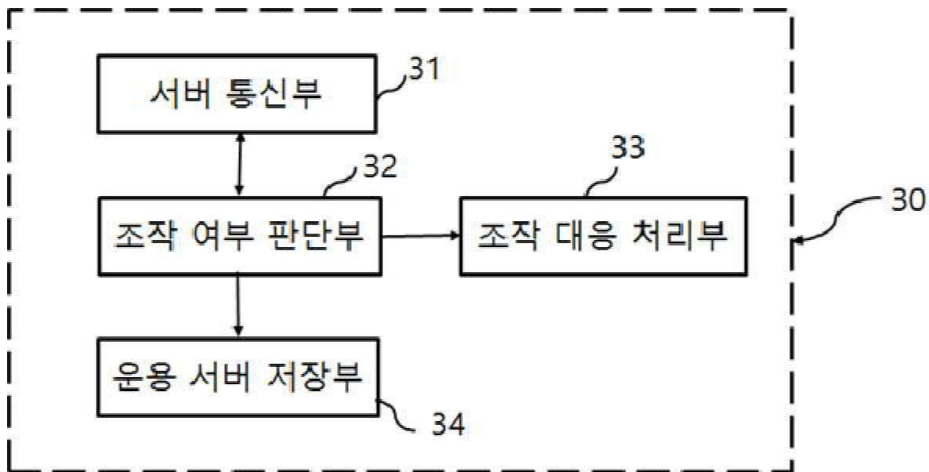 서버 통신부
31
32
33
조작 여부 판단부
조작 대응 처리부
30
운용 서버 저장부
34